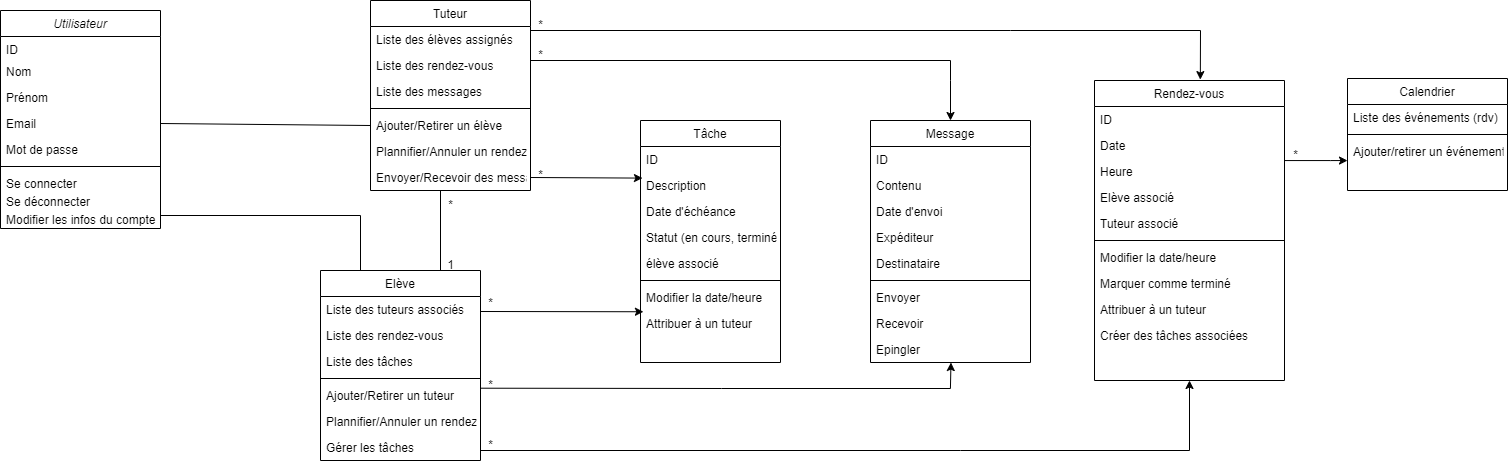 Utilisateur
ID
Nom
Prénom
Email
Mot de passe
Se connecter
Se déconnecter
Modifier les infos du compte
Tuteur
Liste des élèves assignés
Liste des rendez-vous
Liste des messages
Ajouter/Retirer un élève
Plannifier/Annuler un rendez
Envoyer/Recevoir des mess
*
*
*
*
1
Elève
Liste des tuteurs associés
Liste des rendez-vous
Liste des tâches
Ajouter/Retirer un tuteur
Plannifier/Annuler un rendez
Gérer les tâches
*
*
*
Tâche
ID
Description
Date d'échéance
Statut (en cours, terminé
élève associé
Modifier la date/heure
Attribuer à un tuteur
Message
ID
Contenu
Date d'envoi
Expéditeur
Destinataire
Envoyer
Recevoir
Epingler
Rendez-vous
ID
Date
Heure
Elève associé
Tuteur associé
Modifier la date/heure
Marquer comme terminé
Attribuer à un tuteur
Créer des tâches associées
*
Calendrier
Liste des événements (rdv)
Ajouter/retirer un événement